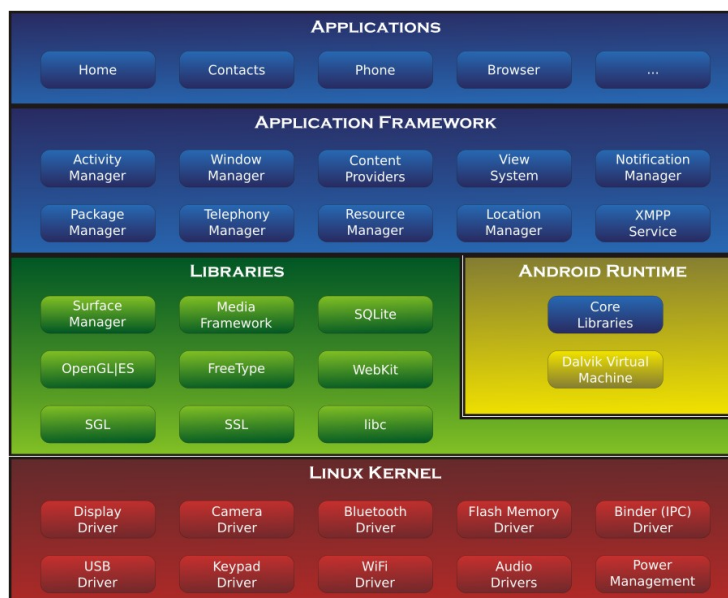 APPLICATIONS
Home
Contacts
Phone
Browser
...
APPLICATION FRAMEWORK
Activity
Manager
Window
Manager
Content
Providers
View
System
Notification
Manager
Package
Manager
Telephony
Manager
Resource
Manager
Location
Manager
XMPP
Service
LIBRARIES
Surface
Manager
Media
Framework
SQLite
OpenGL|ES
FreeType
WebKit
SGL
SSL
libc
ANDROID RUNTIME
Core
Libraries
Dalvik Virtual
Machine
LINUX KERNEL
Display
Driver
Camera
Driver
Bluetooth
Driver
Flash Memory
Driver
Binder (IPC)
Driver
USB
Driver
Keypad
Driver
WiFi
Driver
Audio
Drivers
Power
Management